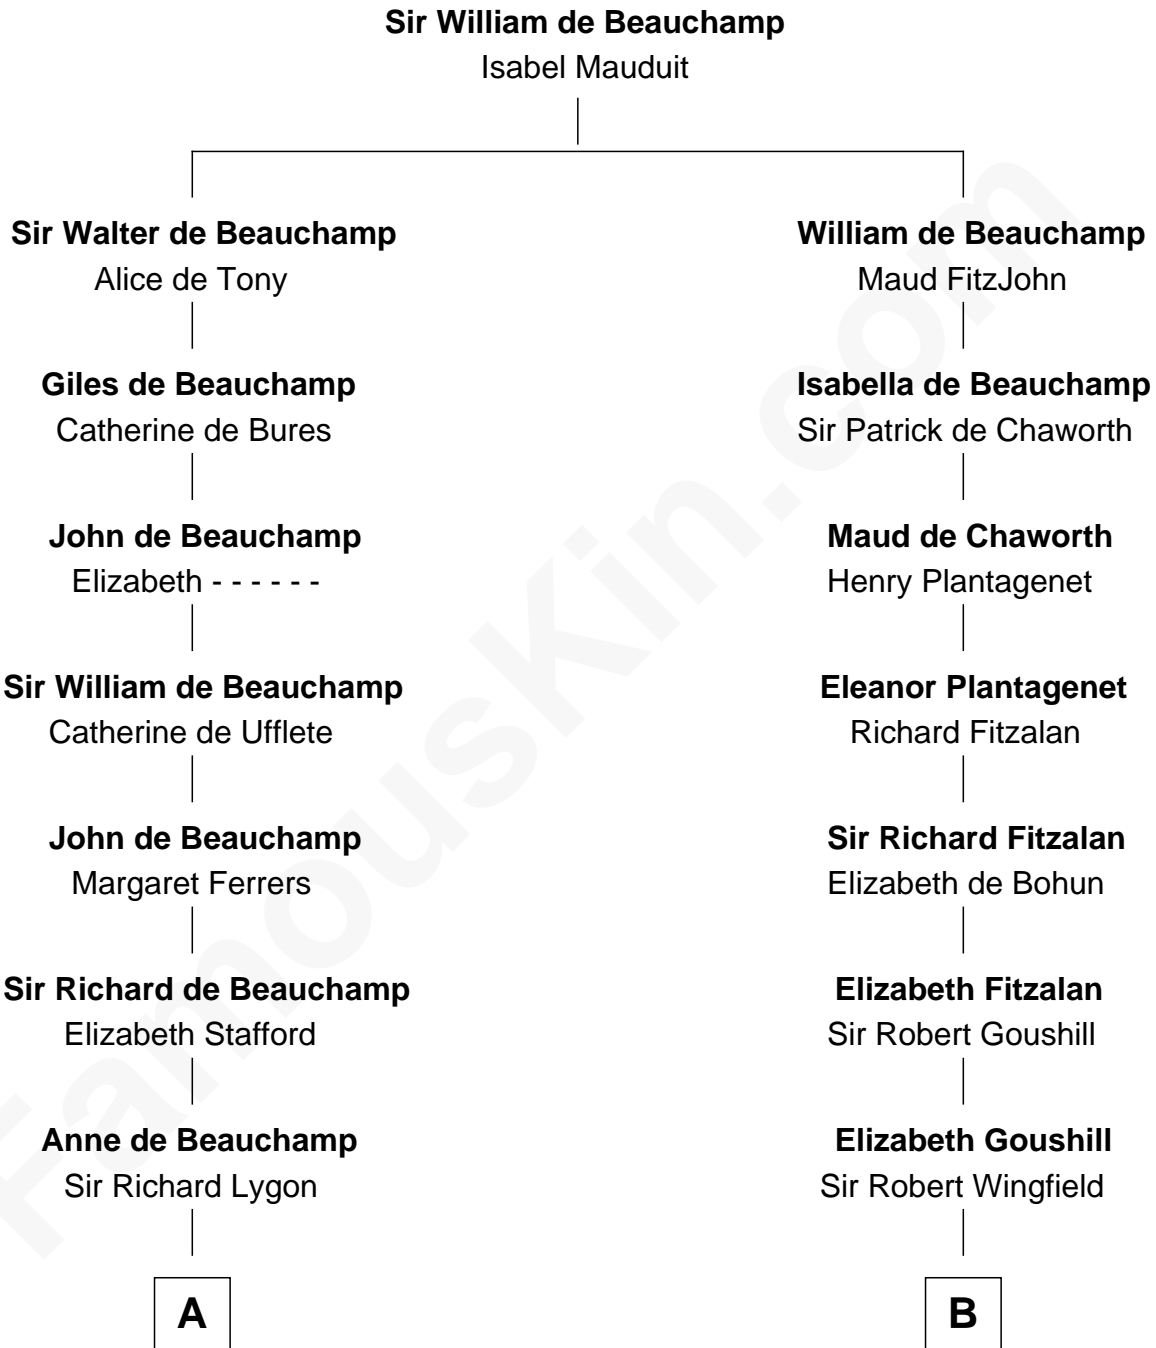 Sir William de Beauchamp
Isabel Mauduit
Sir Walter de Beauchamp
Alice de Tony
William de Beauchamp
Maud FitzJohn
Giles de Beauchamp
Catherine de Bures
Isabella de Beauchamp
Sir Patrick de Chaworth
John de Beauchamp
Elizabeth - - - - - -
Maud de Chaworth
Henry Plantagenet
Sir William de Beauchamp
Catherine de Ufflete
Eleanor Plantagenet
Richard Fitzalan
John de Beauchamp
Margaret Ferrers
Sir Richard Fitzalan
Elizabeth de Bohun
Sir Richard de Beauchamp
Elizabeth Stafford
Elizabeth Fitzalan
Sir Robert Goushill
Anne de Beauchamp
Sir Richard Lygon
Elizabeth Goushill
Sir Robert Wingfield
A
B
FamousKin.com